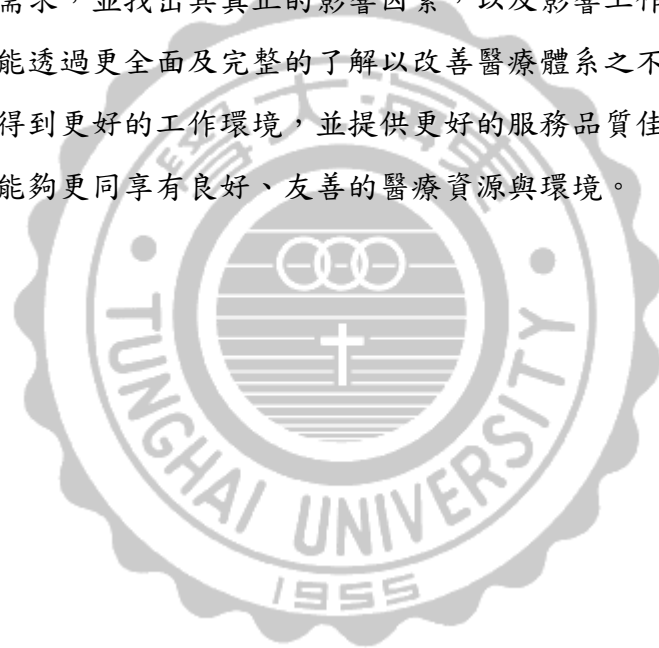 需求，並找出其真正的影響因素，以及影響工作
能透過更全面及完整的了解以改善醫療體系之不
得到更好的工作環境，並提供更好的服務品質佳
能夠更同享有良好、友善的醫療資源與環境。
學大海東
TUNGHAI UNIVERSITY
1955